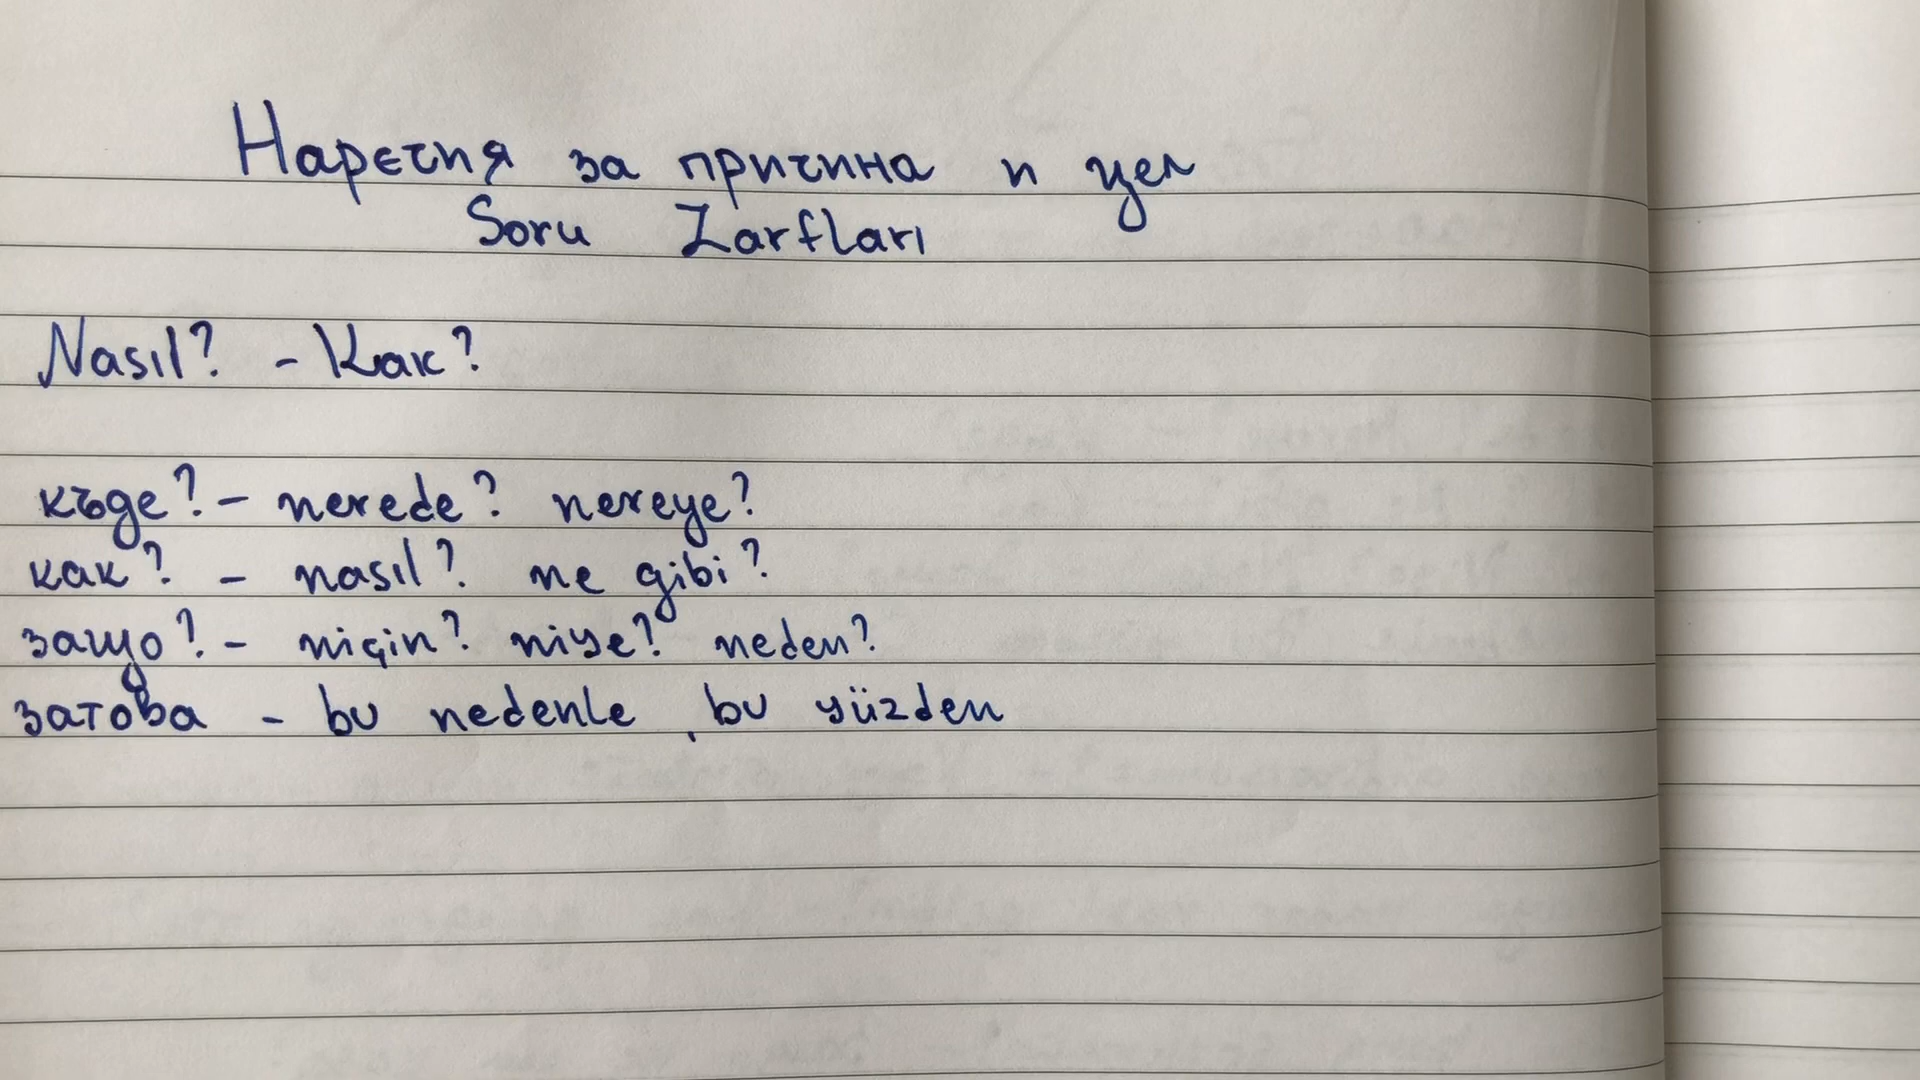 Наречия за причина и цел
Soru Zarfları
Nasıl? - Как?
къде? - nerede? nereye?
как? - nasıl? ne gibi?
защо? - niçin? niye? neden?
затова - bu nedenle, bu yüzden